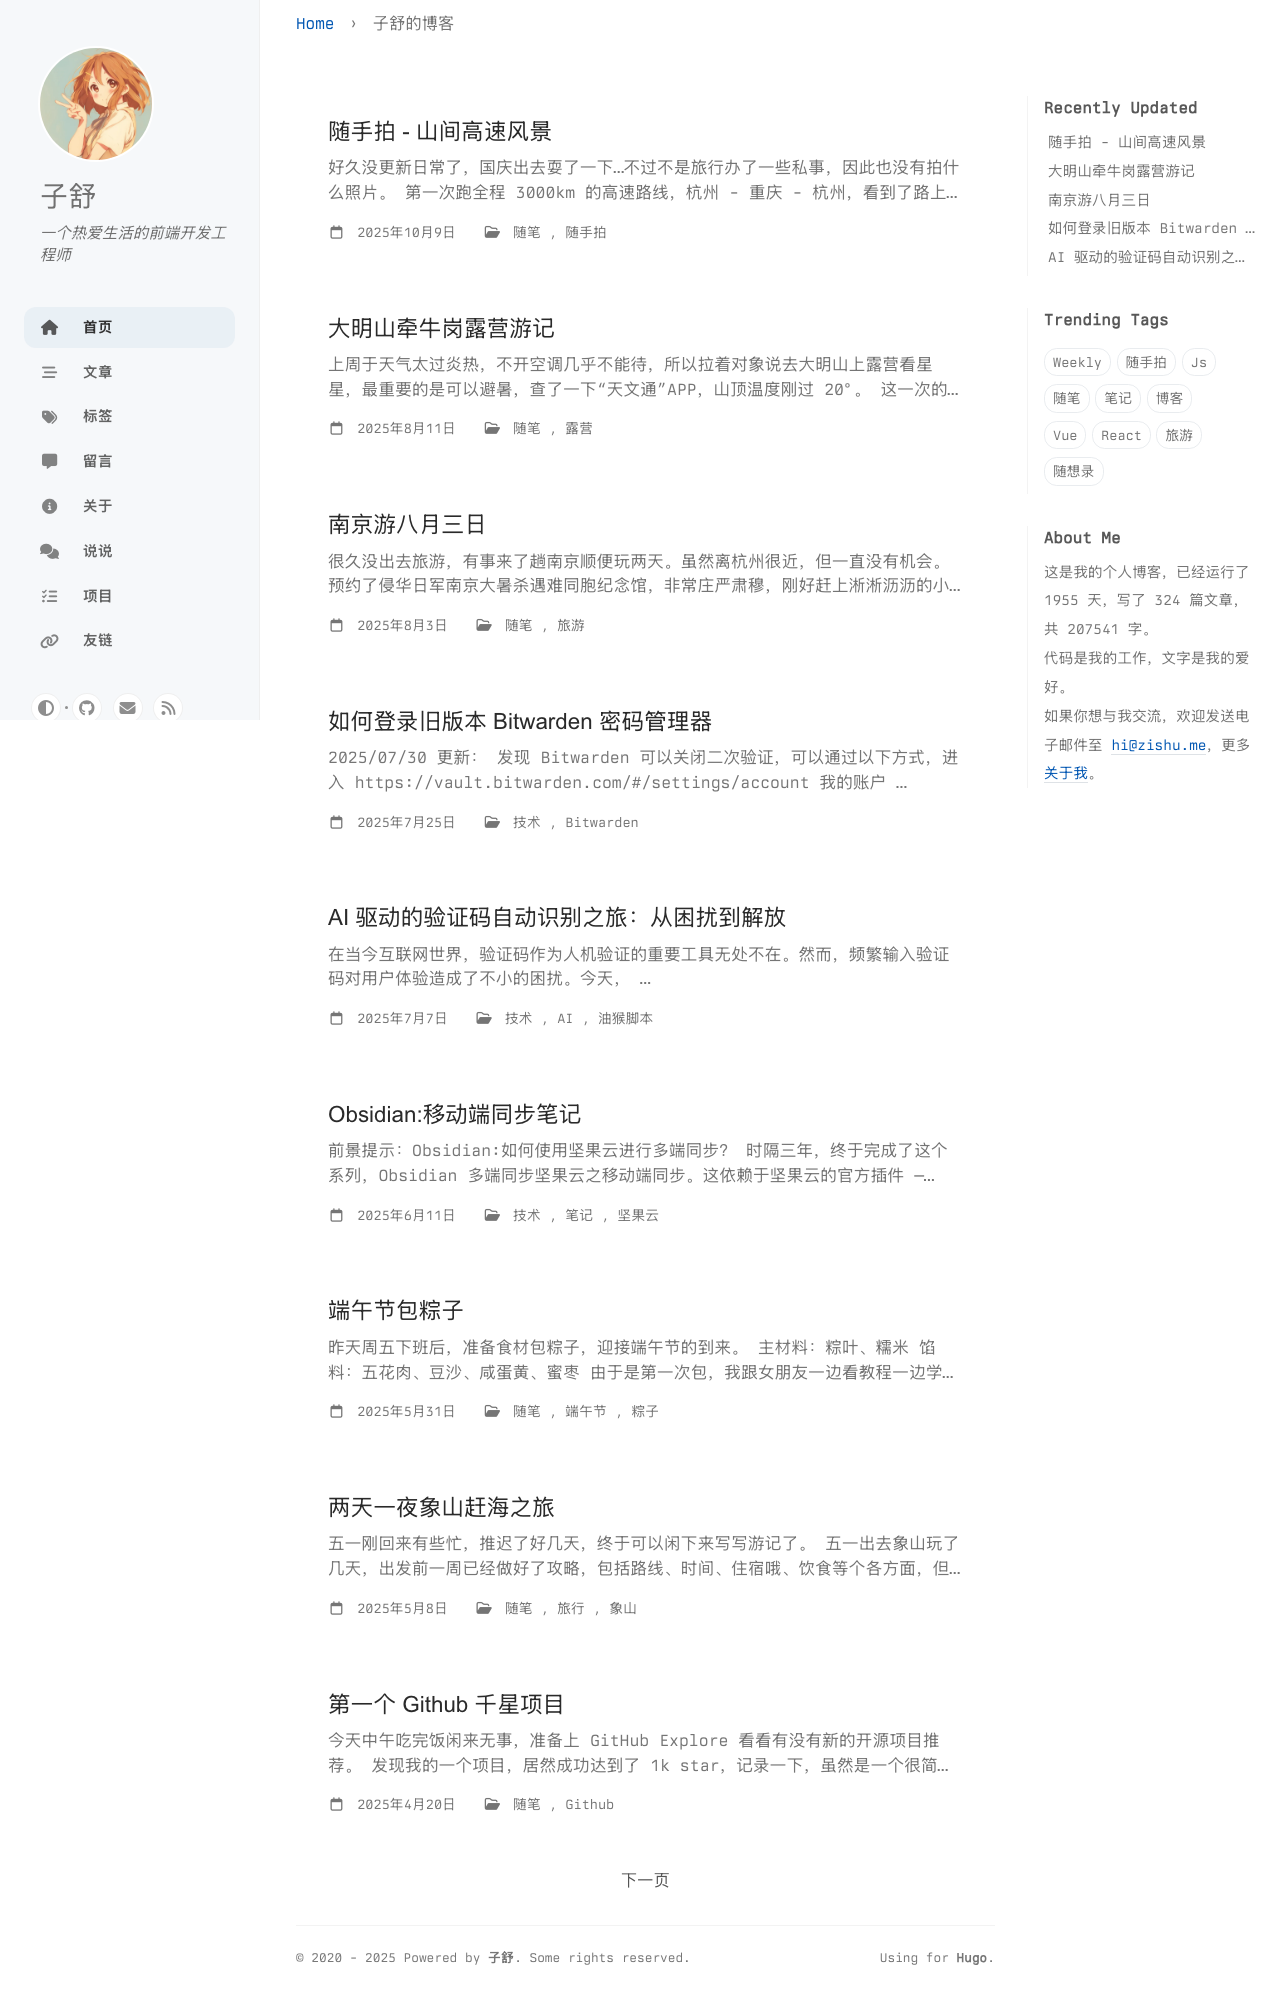 子舒
一个热爱生活的前端开发工
程师
首页
文章
标签
留言
关于
说说
项目
友链
Home › 子舒的博客
随手拍 - 山间高速风景
好久没更新日常了，国庆出去耍了一下…不过不是旅行办了一些私事，因此也没有拍什
么照片。 第一次跑全程 3000km 的高速路线，杭州 - 重庆 - 杭州，看到了路上…
2025年10月9日 随笔 , 随手拍
大明山牵牛岗露营游记
上周于天气太过炎热，不开空调几乎不能待，所以拉着对象说去大明山上露营看星
星，最重要的是可以避暑，查了一下“天文通”APP，山顶温度刚过 20°。 这一次的…
2025年8月11日 随笔 , 露营
南京游八月三日
很久没出去旅游，有事来了趟南京顺便玩两天。虽然离杭州很近，但一直没有机会。
预约了侵华日军南京大屠杀遇难同胞纪念馆，非常庄严肃穆，刚好赶上淅淅沥沥的小…
2025年8月3日 随笔 , 旅游
如何登录旧版本 Bitwarden 密码管理器
2025/07/30 更新： 发现 Bitwarden 可以关闭二次验证，可以通过以下方式，进
入 https://vault.bitwarden.com/#/settings/account 我的账户 …
2025年7月25日 技术 , Bitwarden
AI 驱动的验证码自动识别之旅：从困扰到解放
在当今互联网世界，验证码作为人机验证的重要工具无处不在。然而，频繁输入验证
码对用户体验造成了不小的困扰。今天， …
2025年7月7日 技术 , AI , 油猴脚本
Obsidian:移动端同步笔记
前景提示：Obsidian:如何使用坚果云进行多端同步？ 时隔三年，终于完成了这个
系列，Obsidian 多端同步坚果云之移动端同步。这依赖于坚果云的官方插件 —…
2025年6月11日 技术 , 笔记 , 坚果云
端午节包粽子
昨天周五下班后，准备食材包粽子，迎接端午节的到来。 主材料：粽叶、糯米 馅
料：五花肉、豆沙、咸蛋黄、蜜枣 由于是第一次包，我跟女朋友一边看教程一边学…
2025年5月31日 随笔 , 端午节 , 粽子
两天一夜象山赶海之旅
五一刚回来有些忙，推迟了好几天，终于可以闲下来写写游记了。 五一出去象山玩了
几天，出发前一周已经做好了攻略，包括路线、时间、住宿哦、饮食等个各方面，但…
2025年5月8日 随笔 , 旅行 , 象山
第一个 Github 千星项目
今天中午吃完饭闲来无事，准备上 GitHub Explore 看看有没有新的开源项目推
荐。 发现我的一个项目，居然成功达到了 1k star，记录一下，虽然是一个很简…
2025年4月20日 随笔 , Github
下一页
© 2020 - 2025 Powered by 子舒. Some rights reserved.
Using for Hugo.
Recently Updated
随手拍 - 山间高速风景
大明山牵牛岗露营游记
南京游八月三日
如何登录旧版本 Bitwarden …
AI 驱动的验证码自动识别之…
Trending Tags
Weekly 随手拍 Js
随笔 笔记 博客
Vue React 旅游
随想录
About Me
这是我的个人博客，已经运行了
1955 天，写了 324 篇文章，
共 207541 字。
代码是我的工作，文字是我的爱
好。
如果你想与我交流，欢迎发送电
子邮件至 hi@zishu.me，更多
关于我。